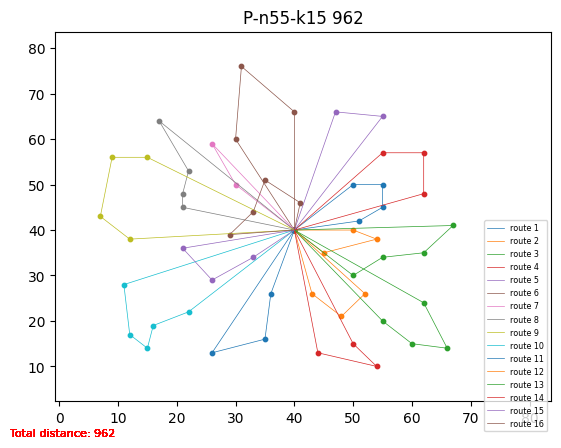 P-n55-k15 962
80
70
60
50
40
30
20
10
0 10 20 30 40 50 60 70 80
route 1
route 2
route 3
route 4
route 5
route 6
route 7
route 8
route 9
route 10
route 11
route 12
route 13
route 14
route 15
route 16
Total distance: 962